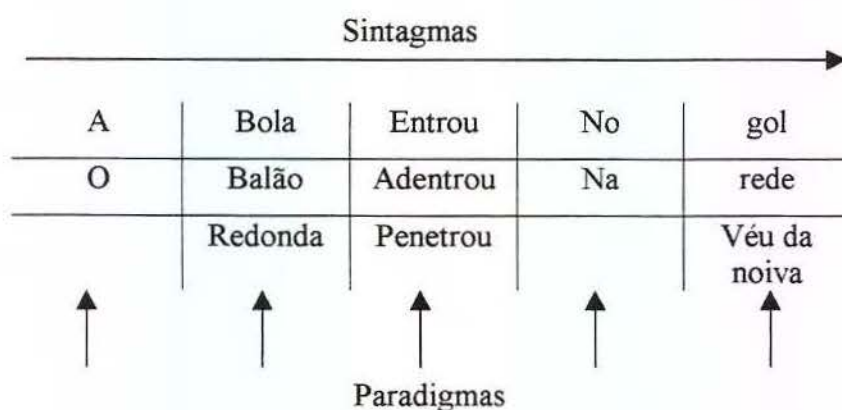 Sintagmas
A Bola Entrou No gol
O Balão Adentrou Na rede
Redonda Penetrou Véu da
noiva
Paradigmas